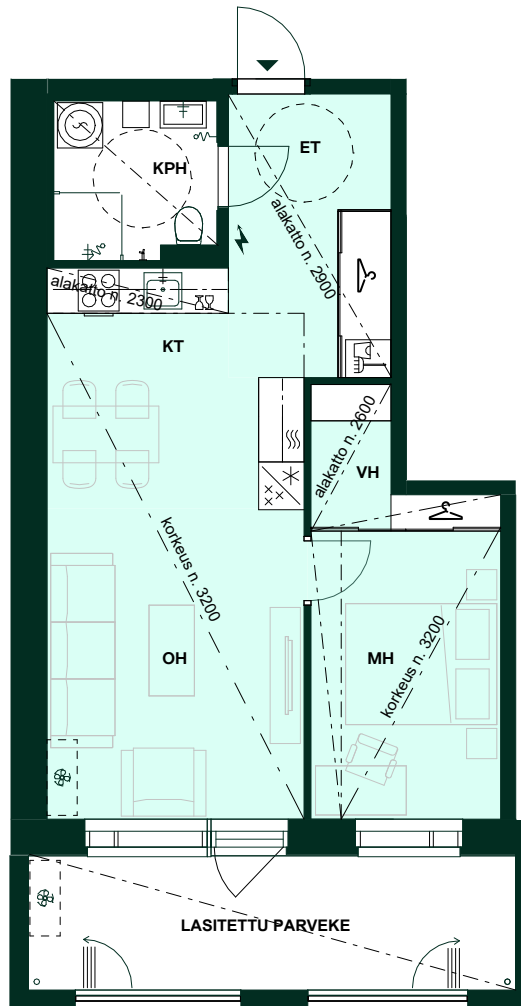 ET
KPH
alakatto n. 2900
alakatto n. 2300
KT
alakatto n. 2600
VH
korkeus n. 3200
OH
MH
korkeus n. 3200
LASITETTU PARVEKE